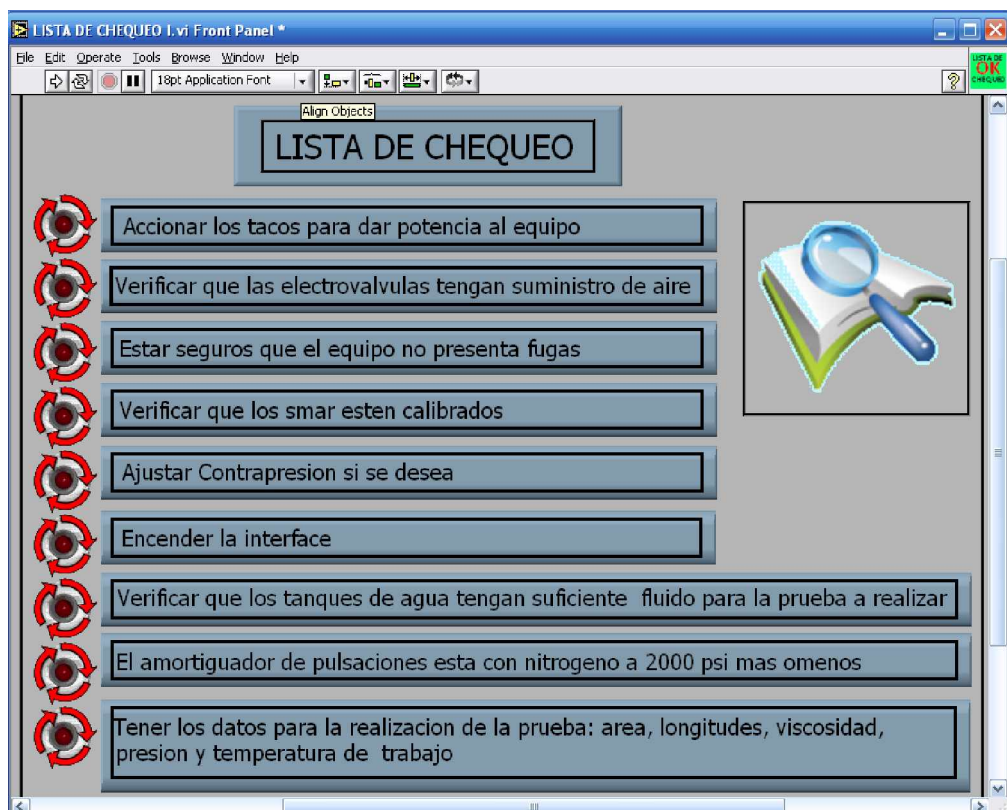 LISTA DE CHEQUEO I.vi Front Panel *
File Edit Operate Tools Browse Window Help
18pt Application Font
LISTA DE
OK
CHEQUEO
Align Objects
LISTA DE CHEQUEO
Accionar los tacos para dar potencia al equipo
Verificar que las electrovalvulas tengan suministro de aire
Estar seguros que el equipo no presenta fugas
Verificar que los smar esten calibrados
Ajustar Contrapresion si se desea
Encender la interface
Verificar que los tanques de agua tengan suficiente fluido para la prueba a realizar
El amortiguador de pulsaciones esta con nitrogeno a 2000 psi mas omenos
Tener los datos para la realizacion de la prueba: area, longitudes, viscosidad,
presion y temperatura de trabajo